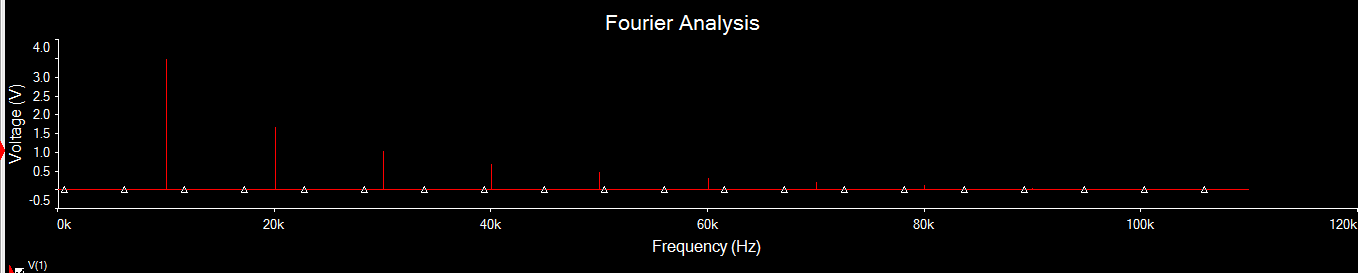 Fourier Analysis
Voltage (V)
4.0
3.0
2.5
2.0
1.5
1.0
0.5
-0.5
0k 20k 40k 60k 80k 100k 120k
Frequency (Hz)
V(1)